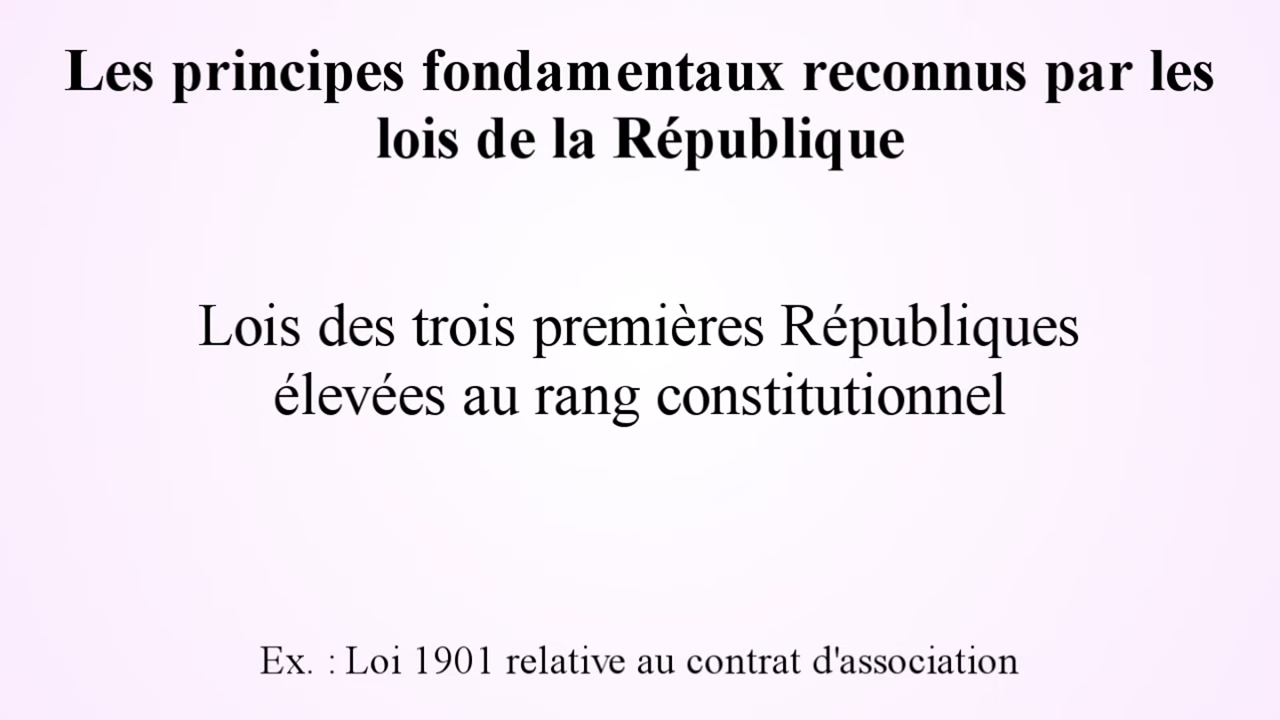 Les principes fondamentaux reconnus par les
lois de la République
Lois des trois premières Républiques
élevées au rang constitutionnel
Ex. : Loi 1901 relative au contrat d'association